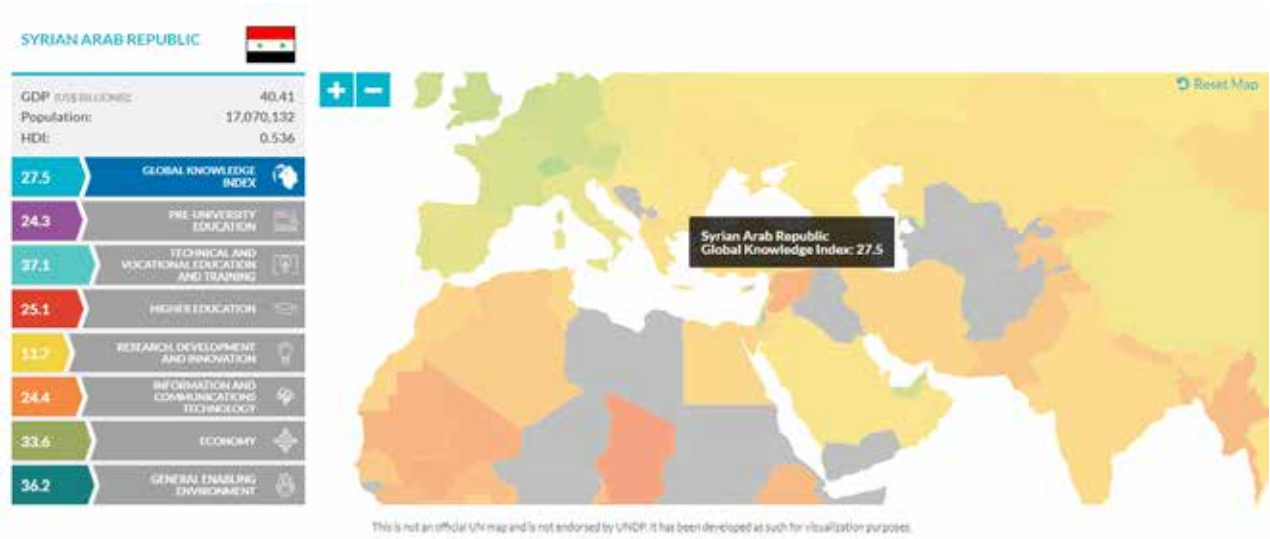 SYRIAN ARAB REPUBLIC
GDP (US$ BILLIONS): 40.41
Population: 17,070,132
HDI: 0.536
27.5 GLOBAL KNOWLEDGE
INDEX
24.3 PRE-UNIVERSITY
EDUCATION
37.1 TECHNICAL AND
VOCATIONAL EDUCATION
AND TRAINING
25.1 HIGHER EDUCATION
11.7 RESEARCH, DEVELOPMENT
AND INNOVATION
24.4 INFORMATION AND
COMMUNICATIONS
TECHNOLOGY
33.6 ECONOMY
36.2 GENERAL ENABLING
ENVIRONMENT
+ −
Reset Map
Syrian Arab Republic
Global Knowledge Index: 27.5
This is not an official UN map and is not endorsed by UNDP. It has been developed as such for visualization purposes.